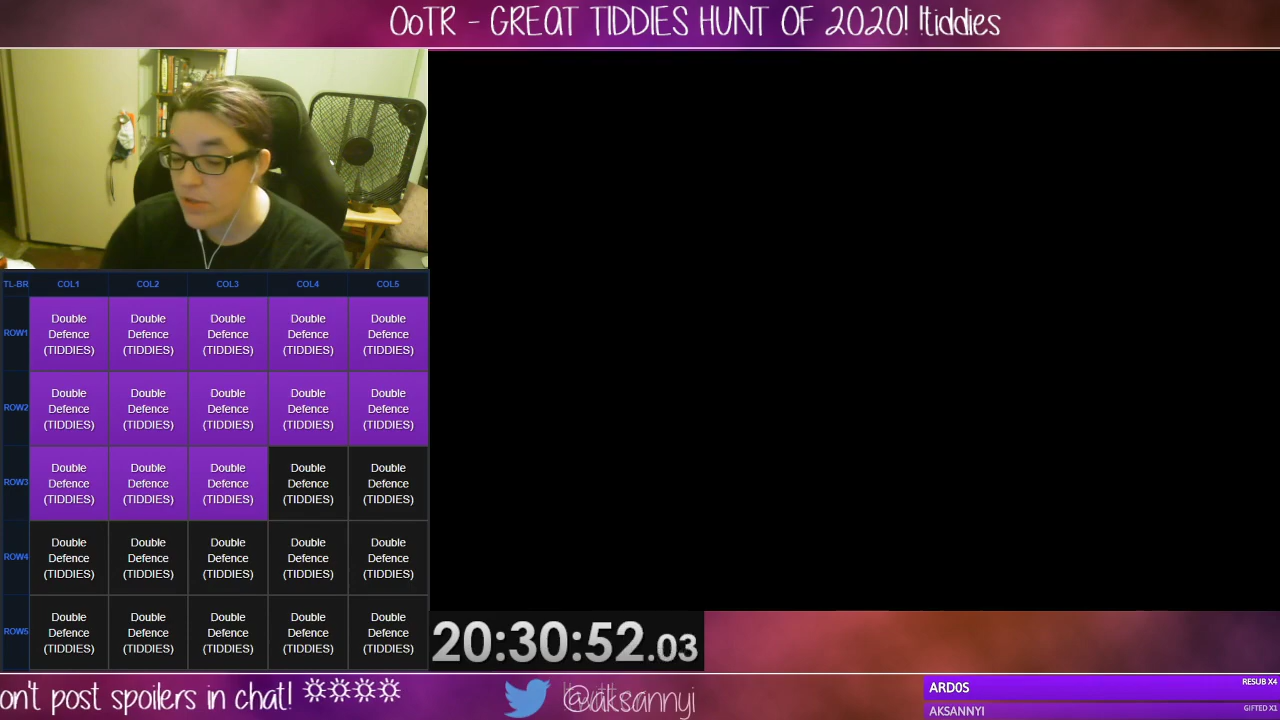 OoTR - GREAT TIDDIES HUNT OF 2020! !tiddies
TL-BR COL1 COL2 COL3 COL4 COL5
ROW1
Double Double Double Double Double
Defence Defence Defence Defence Defence
(TIDDIES) (TIDDIES) (TIDDIES) (TIDDIES) (TIDDIES)
ROW2
Double Double Double Double Double
Defence Defence Defence Defence Defence
(TIDDIES) (TIDDIES) (TIDDIES) (TIDDIES) (TIDDIES)
ROW3
Double Double Double Double Double
Defence Defence Defence Defence Defence
(TIDDIES) (TIDDIES) (TIDDIES) (TIDDIES) (TIDDIES)
ROW4
Double Double Double Double Double
Defence Defence Defence Defence Defence
(TIDDIES) (TIDDIES) (TIDDIES) (TIDDIES) (TIDDIES)
ROW5
Double Double Double Double Double
Defence Defence Defence Defence Defence
(TIDDIES) (TIDDIES) (TIDDIES) (TIDDIES) (TIDDIES)
20:30:52.03
on't post spoilers in chat!
@aksannyi
ARD0S RESUB X4
AKSANNYI GIFTED X1